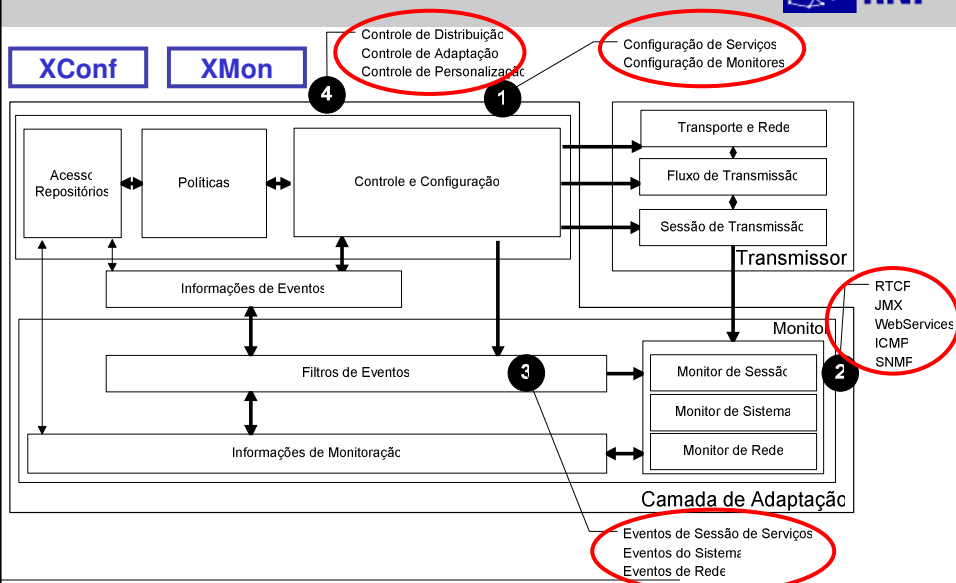 RNP
Controle de Distribuição
Controle de Adaptação
Controle de Personalização
Configuração de Serviços
Configuração de Monitores
XConf
XMon
4
1
Acesso
Repositórios
Políticas
Controle e Configuração
Transporte e Rede
Fluxo de Transmissão
Sessão de Transmissão
Transmissor
Informações de Eventos
RTCP
JMX
WebServices
ICMP
SNMP
Monitor
Filtros de Eventos
3
Monitor de Sessão
2
Monitor de Sistema
Informações de Monitoração
Monitor de Rede
Camada de Adaptação
Eventos de Sessão de Serviços
Eventos do Sistema
Eventos de Rede